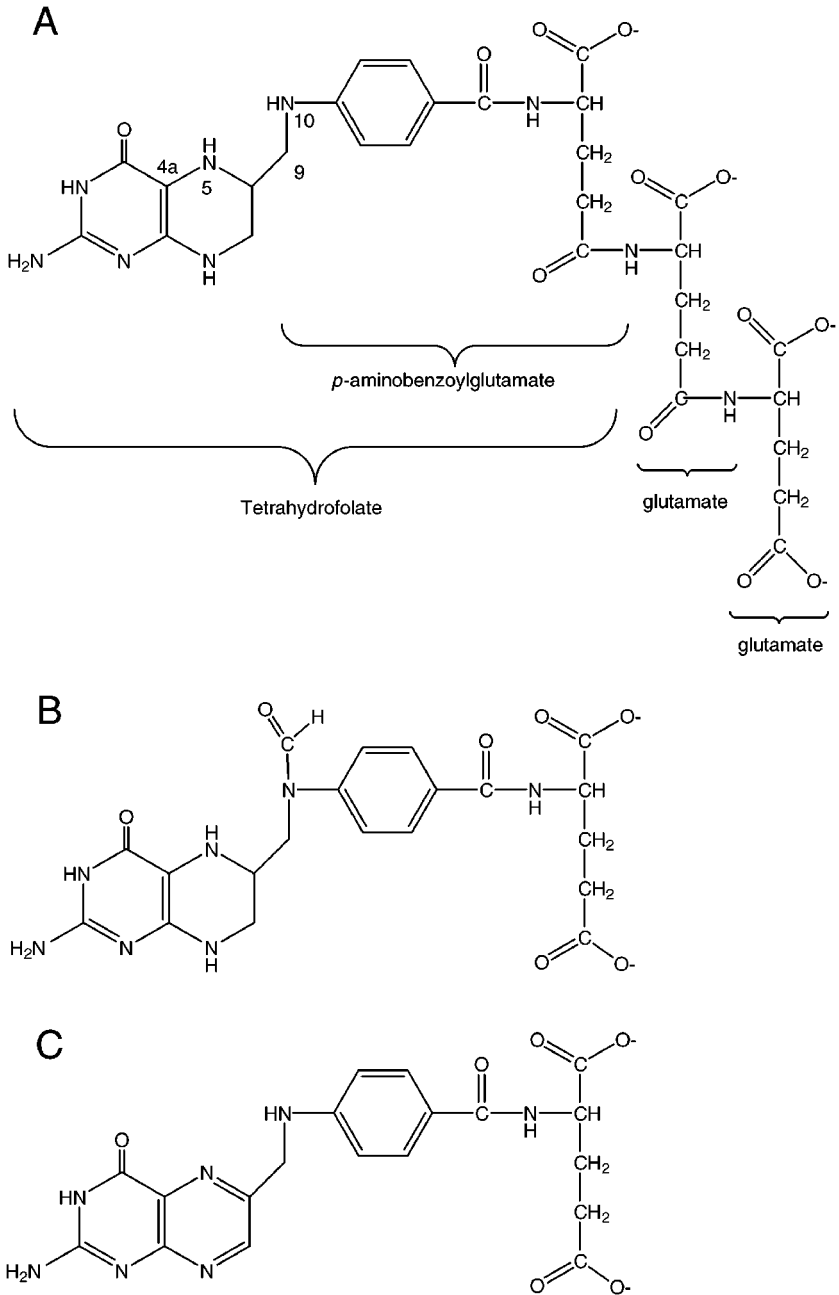 A
O
O-
C
O
HN
10
C
N
H
CH
O
4a
H
N
5
9
HN
CH2
O
O-
C
CH2
H2N
N
N
H
C
O
N
H
CH
CH2
O
O-
C
CH2
p-aminobenzoylglutamate
C
O
N
H
CH
CH2
Tetrahydrofolate
glutamate
CH2
C
O
O-
glutamate
B
O
H
C
O
O-
C
O
N
C
N
H
CH
O
H
N
CH2
HN
CH2
H2N
N
N
H
C
O
O-
C
O
O-
C
O
HN
C
N
H
CH
O
N
CH2
HN
CH2
H2N
N
N
C
O
O-